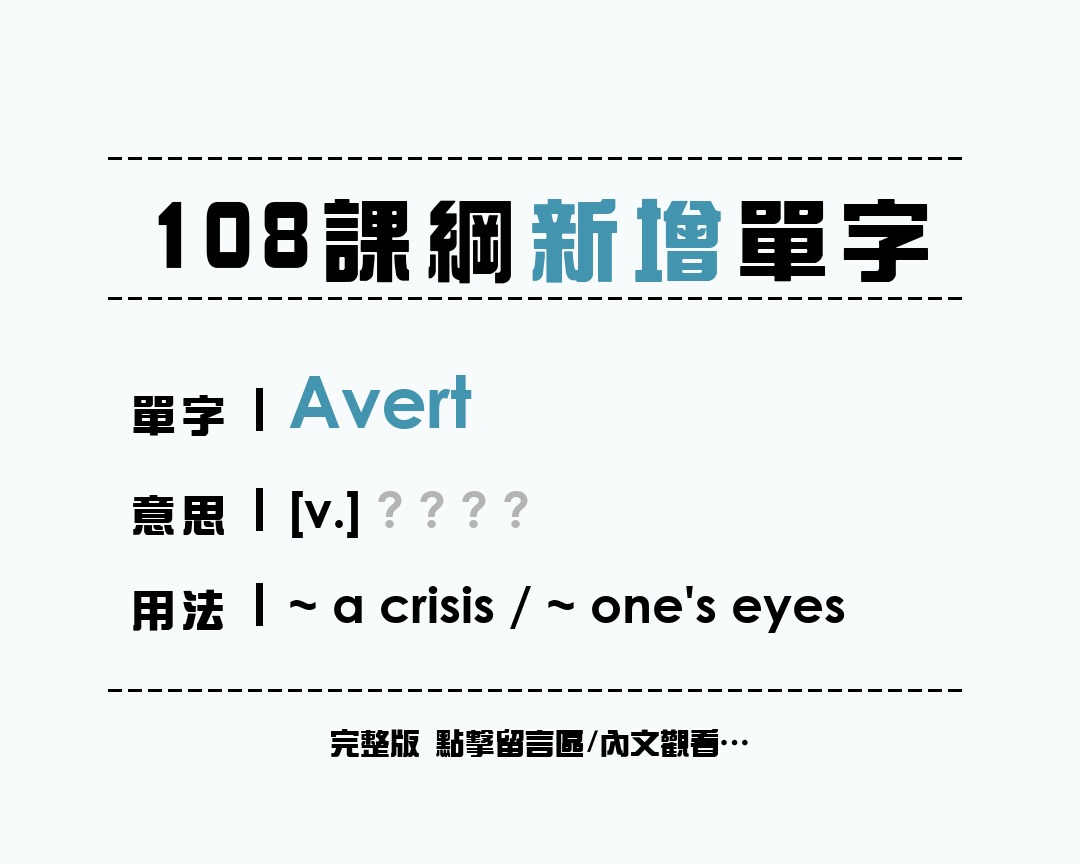 108課綱新增單字
單字 | Avert
意思 | [v.] ????
用法 | ~ a crisis / ~ one's eyes
完整版 點擊留言區/內文觀看…